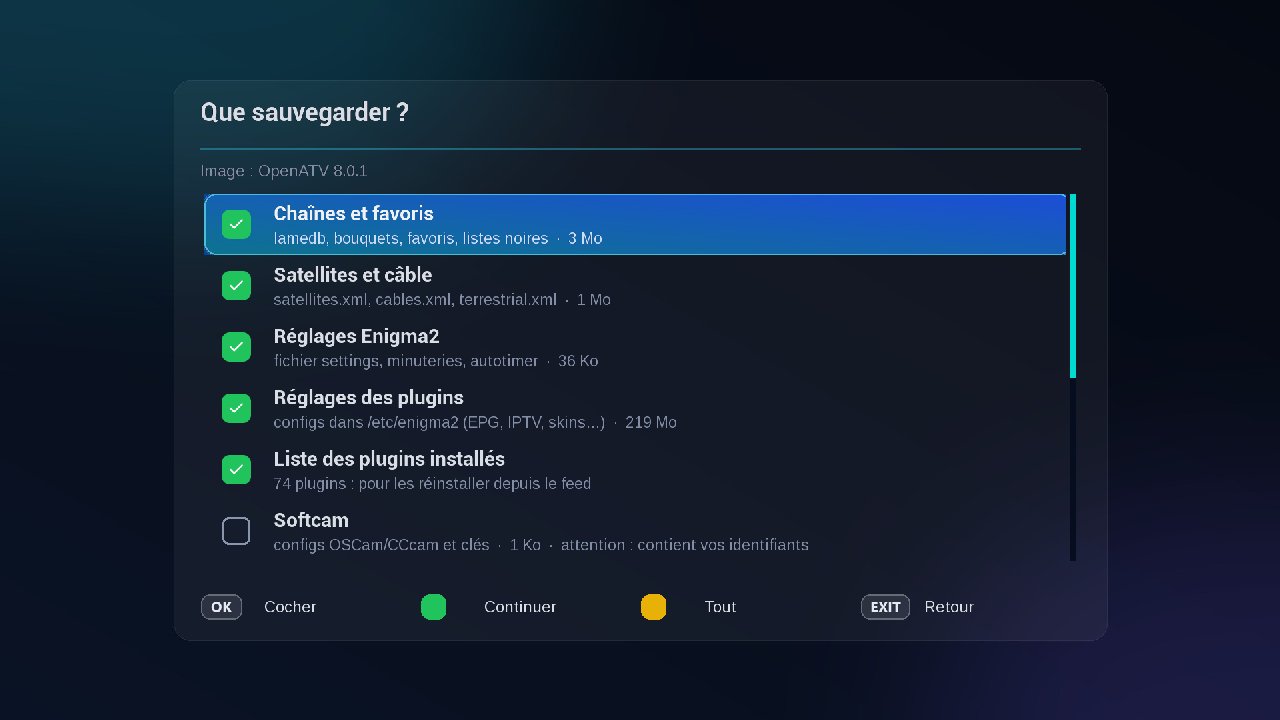 Que sauvegarder ?
Image : OpenATV 8.0.1
Chaînes et favoris
lamedb, bouquets, favoris, listes noires · 3 Mo
Satellites et câble
satellites.xml, cables.xml, terrestrial.xml · 1 Mo
Réglages Enigma2
fichier settings, minuteries, autotimer · 36 Ko
Réglages des plugins
configs dans /etc/enigma2 (EPG, IPTV, skins...) · 219 Mo
Liste des plugins installés
74 plugins : pour les réinstaller depuis le feed
Softcam
configs OSCam/CCcam et clés · 1 Ko · attention : contient vos identifiants
OK Cocher Continuer Tout EXIT Retour